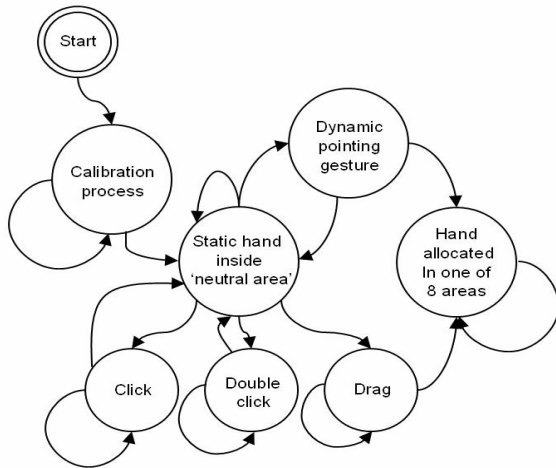 Start
Calibration
process
Dynamic
pointing
gesture
Static hand
inside
‘neutral area’
Hand
allocated
In one of
8 areas
Click
Double
click
Drag